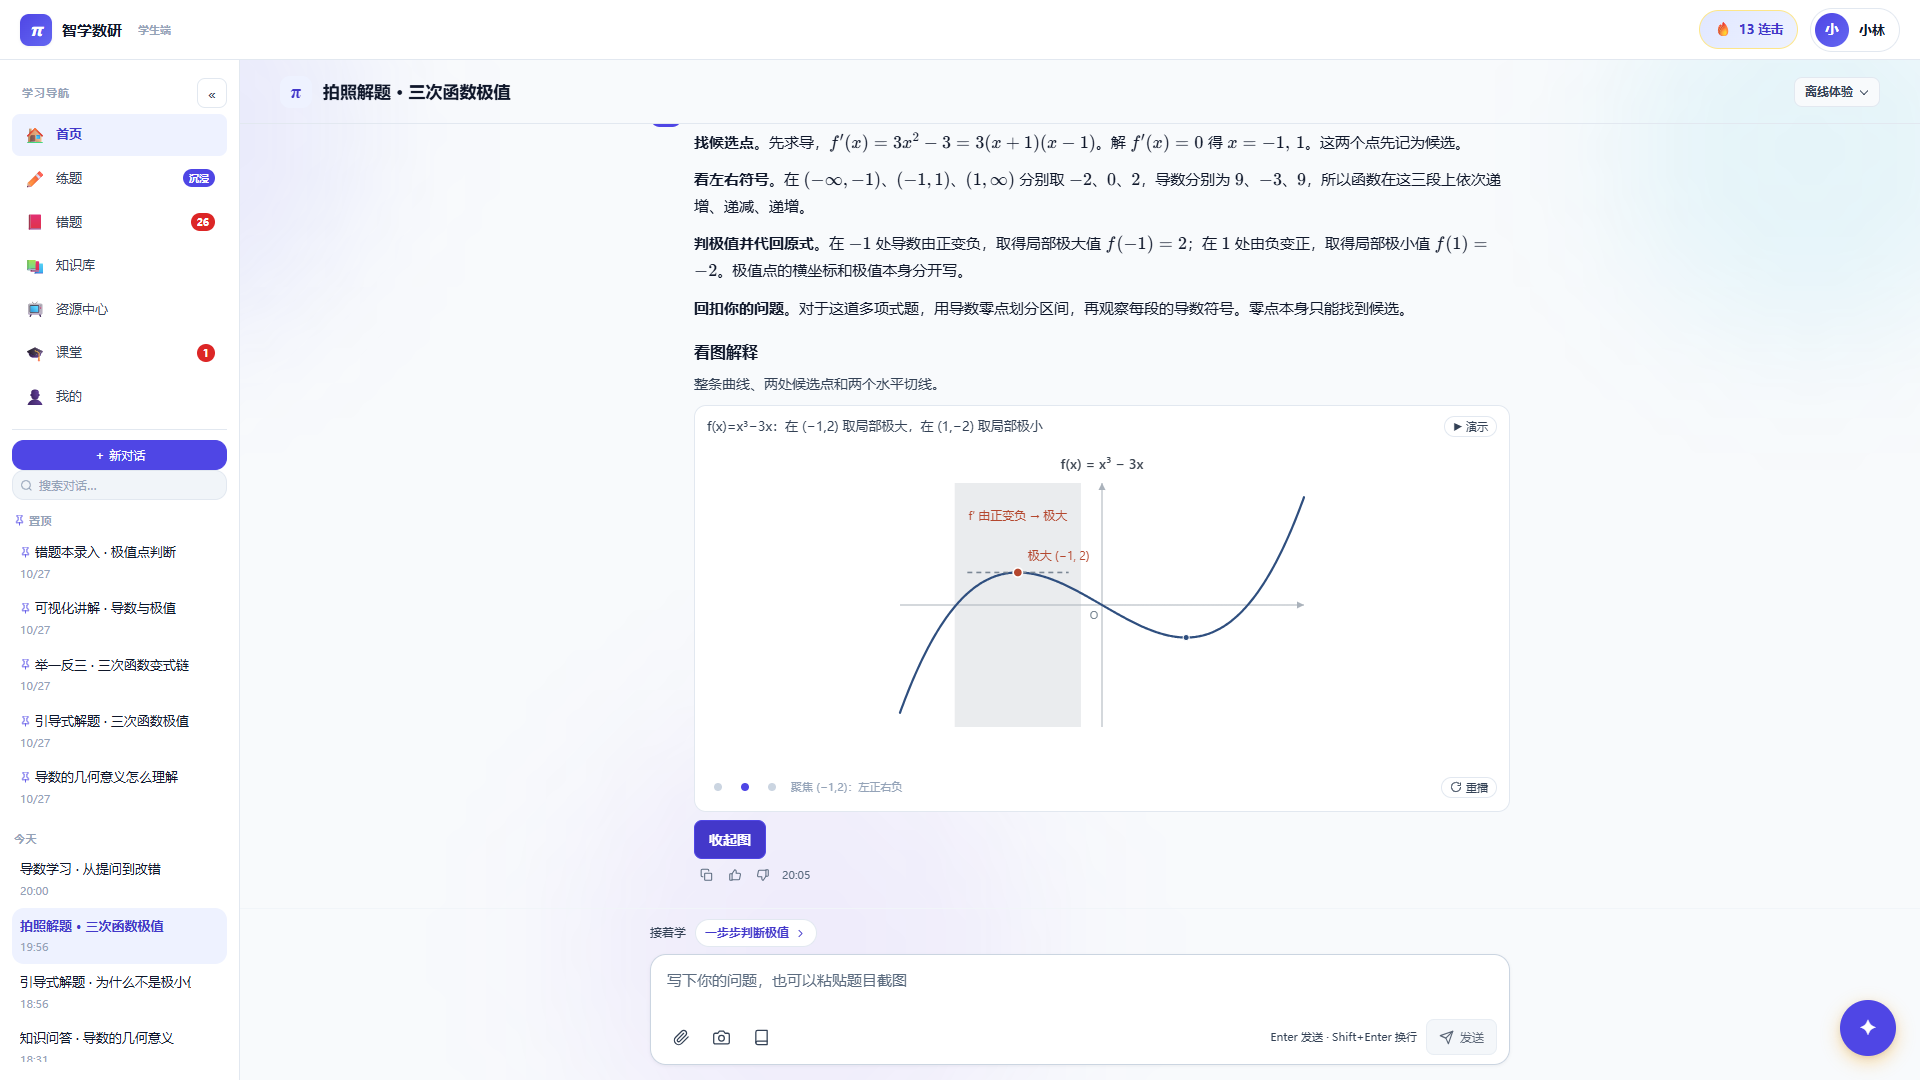 π 智学数研 学生端
13 连击
小 小林
学习导航
«
首页
练题 沉浸
错题 26
知识库
资源中心
课堂 1
我的
+ 新对话
搜索对话...
置顶
错题本录入 · 极值点判断
10/27
可视化讲解 · 导数与极值
10/27
举一反三 · 三次函数变式链
10/27
引导式解题 · 三次函数极值
10/27
导数的几何意义怎么理解
10/27
今天
导数学习 · 从提问到改错
20:00
拍照解题 • 三次函数极值
19:56
引导式解题 · 为什么不是极小
18:56
知识问答 · 导数的几何意义
18:31
π 拍照解题 • 三次函数极值
离线体验
找候选点。先求导，f′(x) = 3x² − 3 = 3(x + 1)(x − 1)。解 f′(x) = 0 得 x = −1, 1。这两个点先记为候选。
看左右符号。在 (−∞, −1)、(−1, 1)、(1, ∞) 分别取 −2、0、2，导数分别为 9、−3、9，所以函数在这三段上依次递
增、递减、递增。
判极值并代回原式。在 −1 处导数由正变负，取得局部极大值 f(−1) = 2；在 1 处由负变正，取得局部极小值 f(1) =
−2。极值点的横坐标和极值本身分开写。
回扣你的问题。对于这道多项式题，用导数零点划分区间，再观察每段的导数符号。零点本身只能找到候选。
看图解释
整条曲线、两处候选点和两个水平切线。
f(x)=x³−3x：在 (−1,2) 取局部极大，在 (1,−2) 取局部极小
▶ 演示
f(x) = x³ − 3x
f′ 由正变负 → 极大
极大 (−1, 2)
O
聚焦 (−1,2)：左正右负
重播
收起图
20:05
接着学 一步步判断极值 >
写下你的问题，也可以粘贴题目截图
Enter 发送 · Shift+Enter 换行
发送